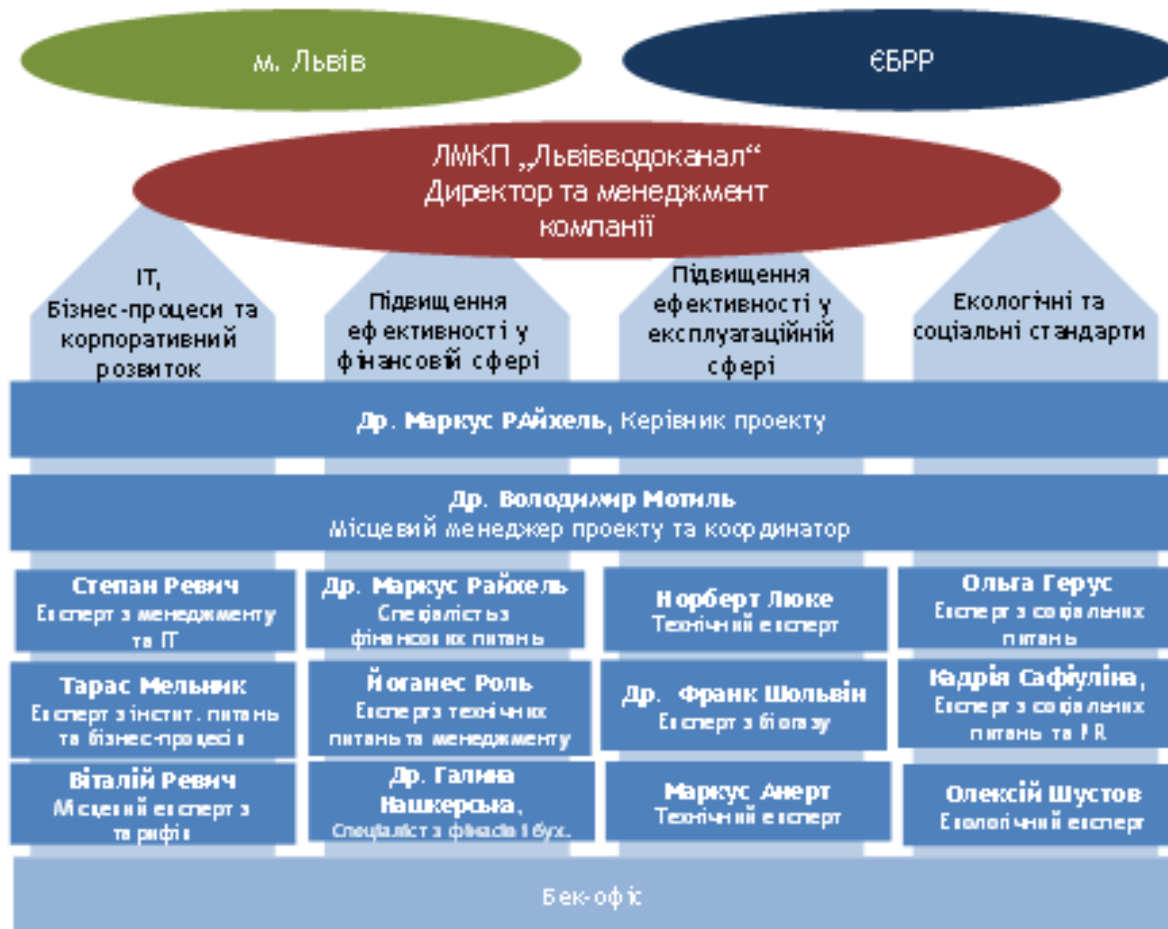 м. Львів
ЄБРР
ЛМКП „Львівводоканал“
Директор та менеджмент
компанії
ІТ,
Бізнес-процеси та
корпоративний
розвиток
Підвищення
ефективності у
фінансовій сфері
Підвищення
ефективності у
експлуатаційній
сфері
Екологічні та
соціальні стандарти
Др. Маркус РАйхель, Керівник проекту
Др. Володимир Мотиль
Місцевий менеджер проекту та координатор
Степан Ревич
Експерт з менеджменту
та ІТ
Др. Маркус Райхель
Спеціаліст з
фінансових питань
Норберт Люке
Технічний експерт
Ольга Герус
Експерт з соціальних
питань
Тарас Мельник
Експерт з інстит. питань
та бізнес-процесів
Йоганес Роль
Експерт з технічних
питань та менеджменту
Др. Франк Шольвін
Експерт з біогазу
Кадрія Сафіуліна,
Експерт з соціальних
питань та PR
Віталій Ревич
Місцевий експерт з
тарифів
Др. Галина
Нашкерська,
Спеціаліст з фінасів і бух.
Маркус Анерт
Технічний експерт
Олексій Шустов
Екологічний експерт
Бек-офіс